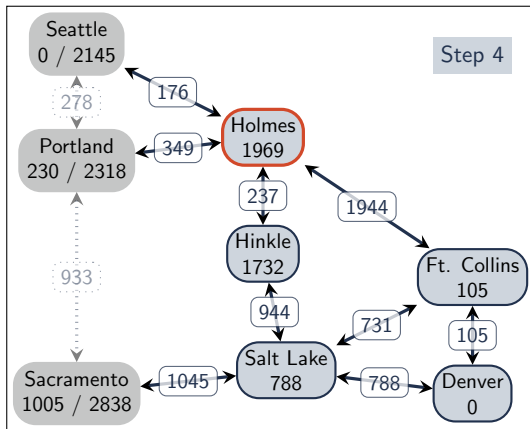 Seattle
0 / 2145
Step 4
176
278
Holmes
1969
Portland
230 / 2318
349
237
1944
Hinkle
1732
Ft. Collins
105
933
944
731
105
Salt Lake
788
Sacramento
1005 / 2838
1045
788
Denver
0